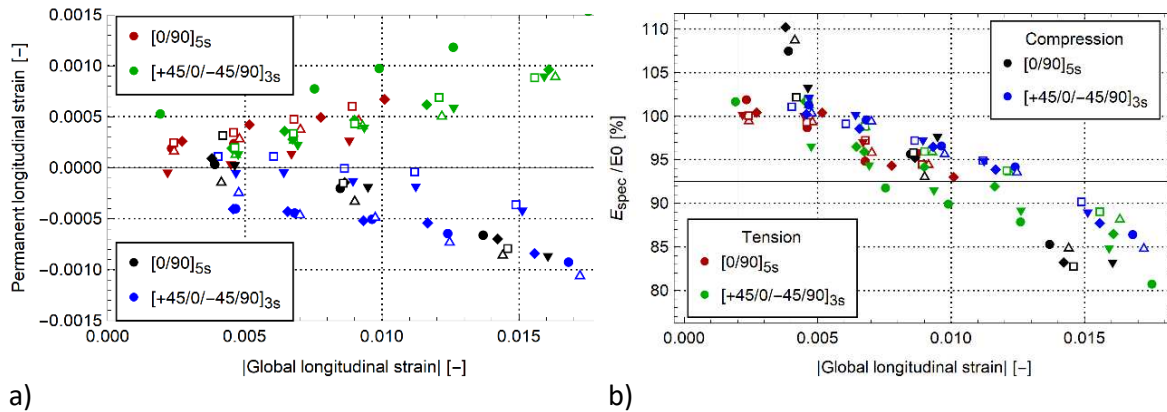 Permanent longitudinal strain [−]
0.0015
0.0010
0.0005
0.0000
−0.0005
−0.0010
−0.0015
[0/90]5s
[+45/0/−45/90]3s
[0/90]5s
[+45/0/−45/90]3s
0.000 0.005 0.010 0.015
|Global longitudinal strain| [−]
a)
Espec /E0 [%]
110
105
100
95
90
85
80
Compression
[0/90]5s
[+45/0/−45/90]3s
Tension
[0/90]5s
[+45/0/−45/90]3s
0.000 0.005 0.010 0.015
|Global longitudinal strain| [−]
b)